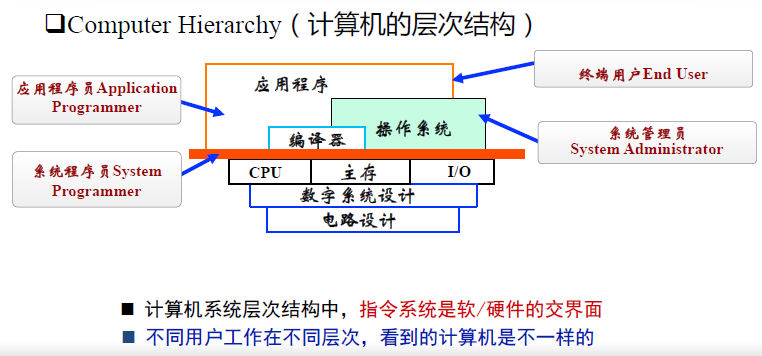 ❑Computer Hierarchy（计算机的层次结构）
应用程序
终端用户End User
应用程序员Application
Programmer
编译器
操作系统
系统管理员
System Administrator
系统程序员System
Programmer
CPU
主存
I/O
数字系统设计
电路设计
■ 计算机系统层次结构中，指令系统是软/硬件的交界面
■ 不同用户工作在不同层次，看到的计算机是不一样的